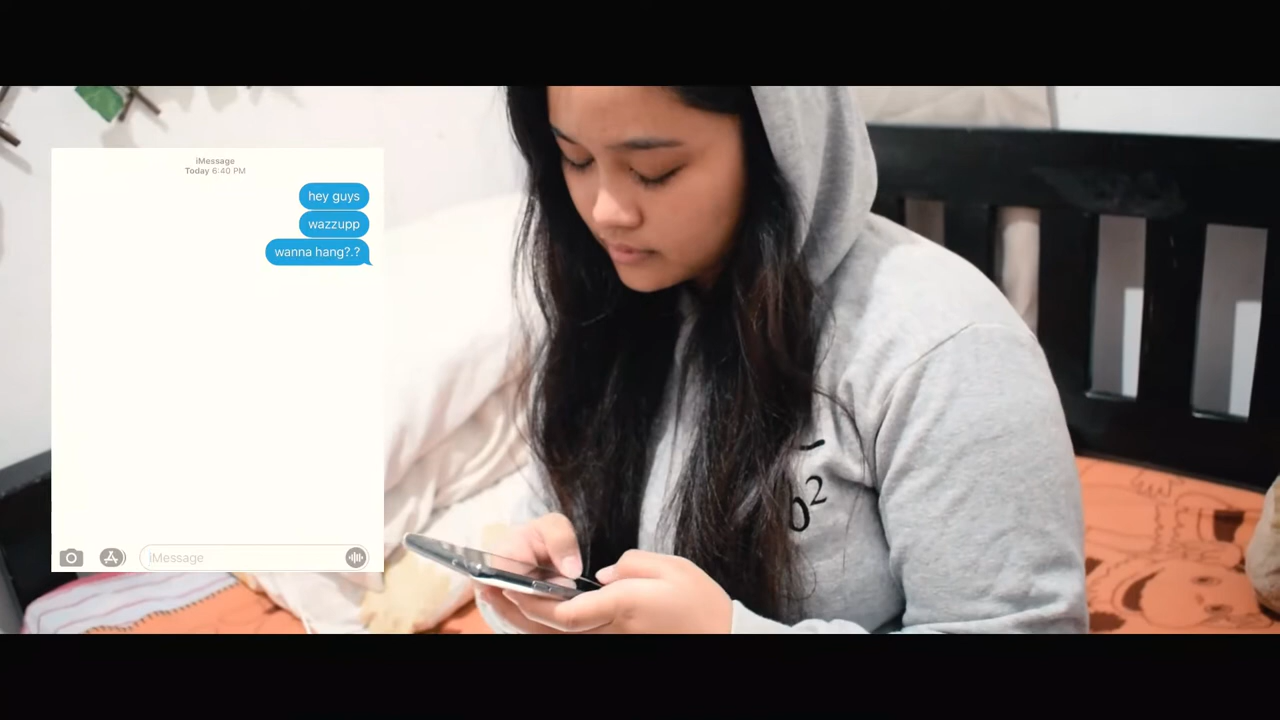 iMessage
Today 6:40 PM
hey guys
wazzupp
wanna hang?.?
iMessage